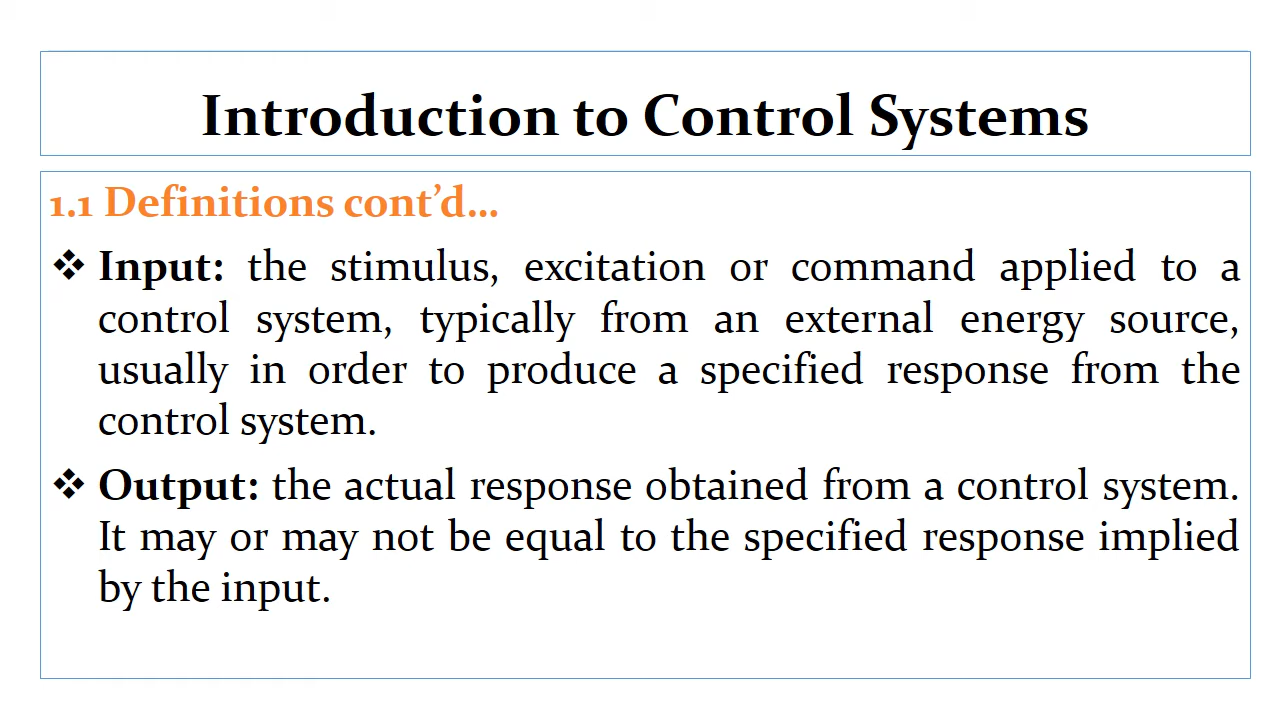 Introduction to Control Systems
1.1 Definitions cont’d…
❖ Input: the stimulus, excitation or command applied to a
control system, typically from an external energy source,
usually in order to produce a specified response from the
control system.
❖ Output: the actual response obtained from a control system.
It may or may not be equal to the specified response implied
by the input.